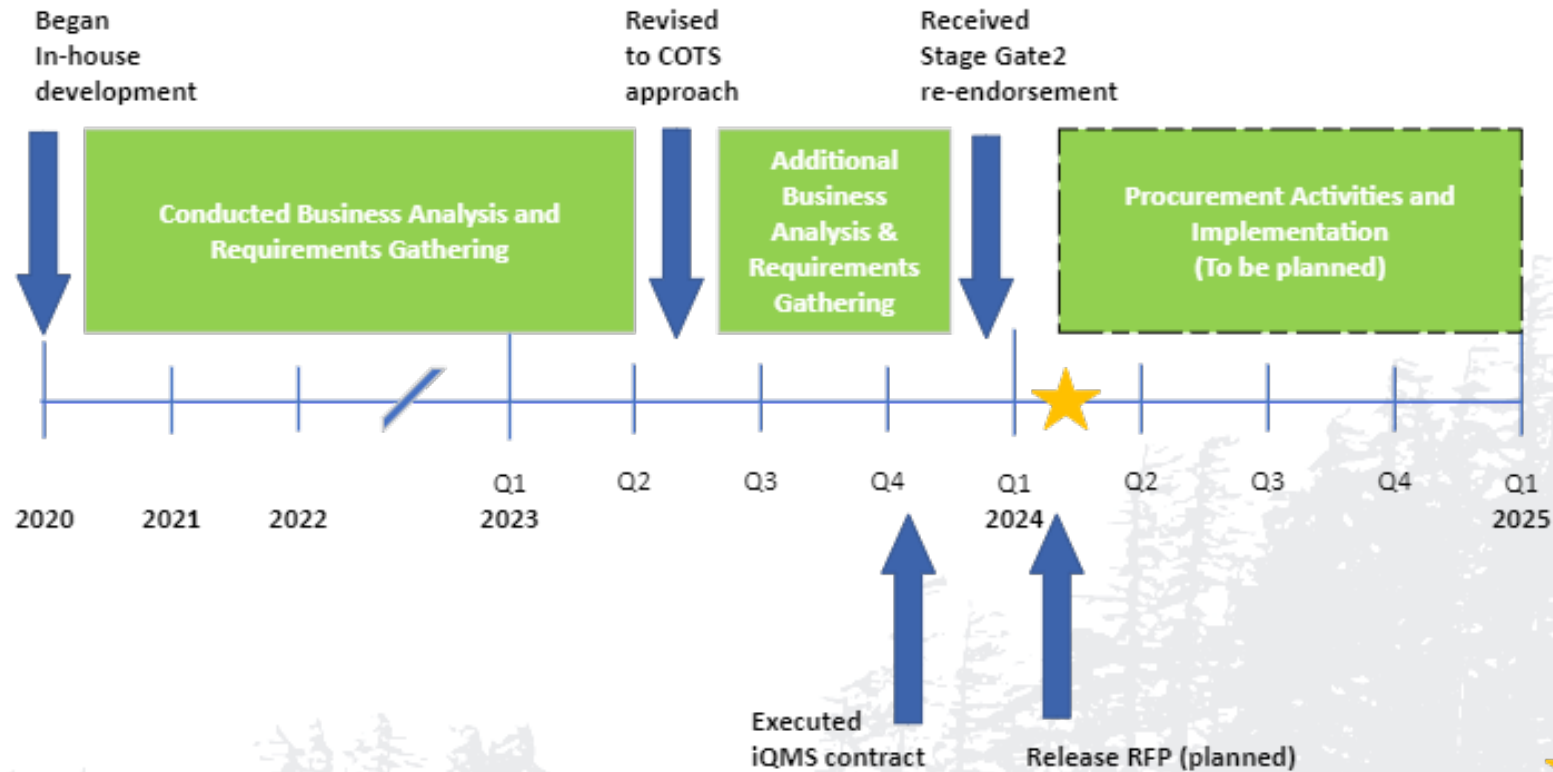 Began
In-house
development
Revised
to COTS
approach
Received
Stage Gate2
re-endorsement
Conducted Business Analysis and
Requirements Gathering
Additional
Business
Analysis &
Requirements
Gathering
Procurement Activities and
Implementation
(To be planned)
Q1 Q2 Q3 Q4 Q1 Q2 Q3 Q4 Q1
2020 2021 2022 2023 2024 2025
Executed
iQMS contract
Release RFP (planned)